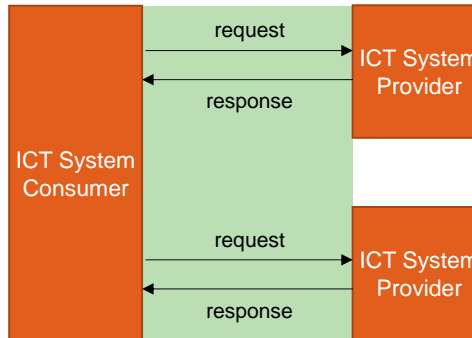 request
ICT System
Provider
response
ICT System
Consumer
request
ICT System
Provider
response